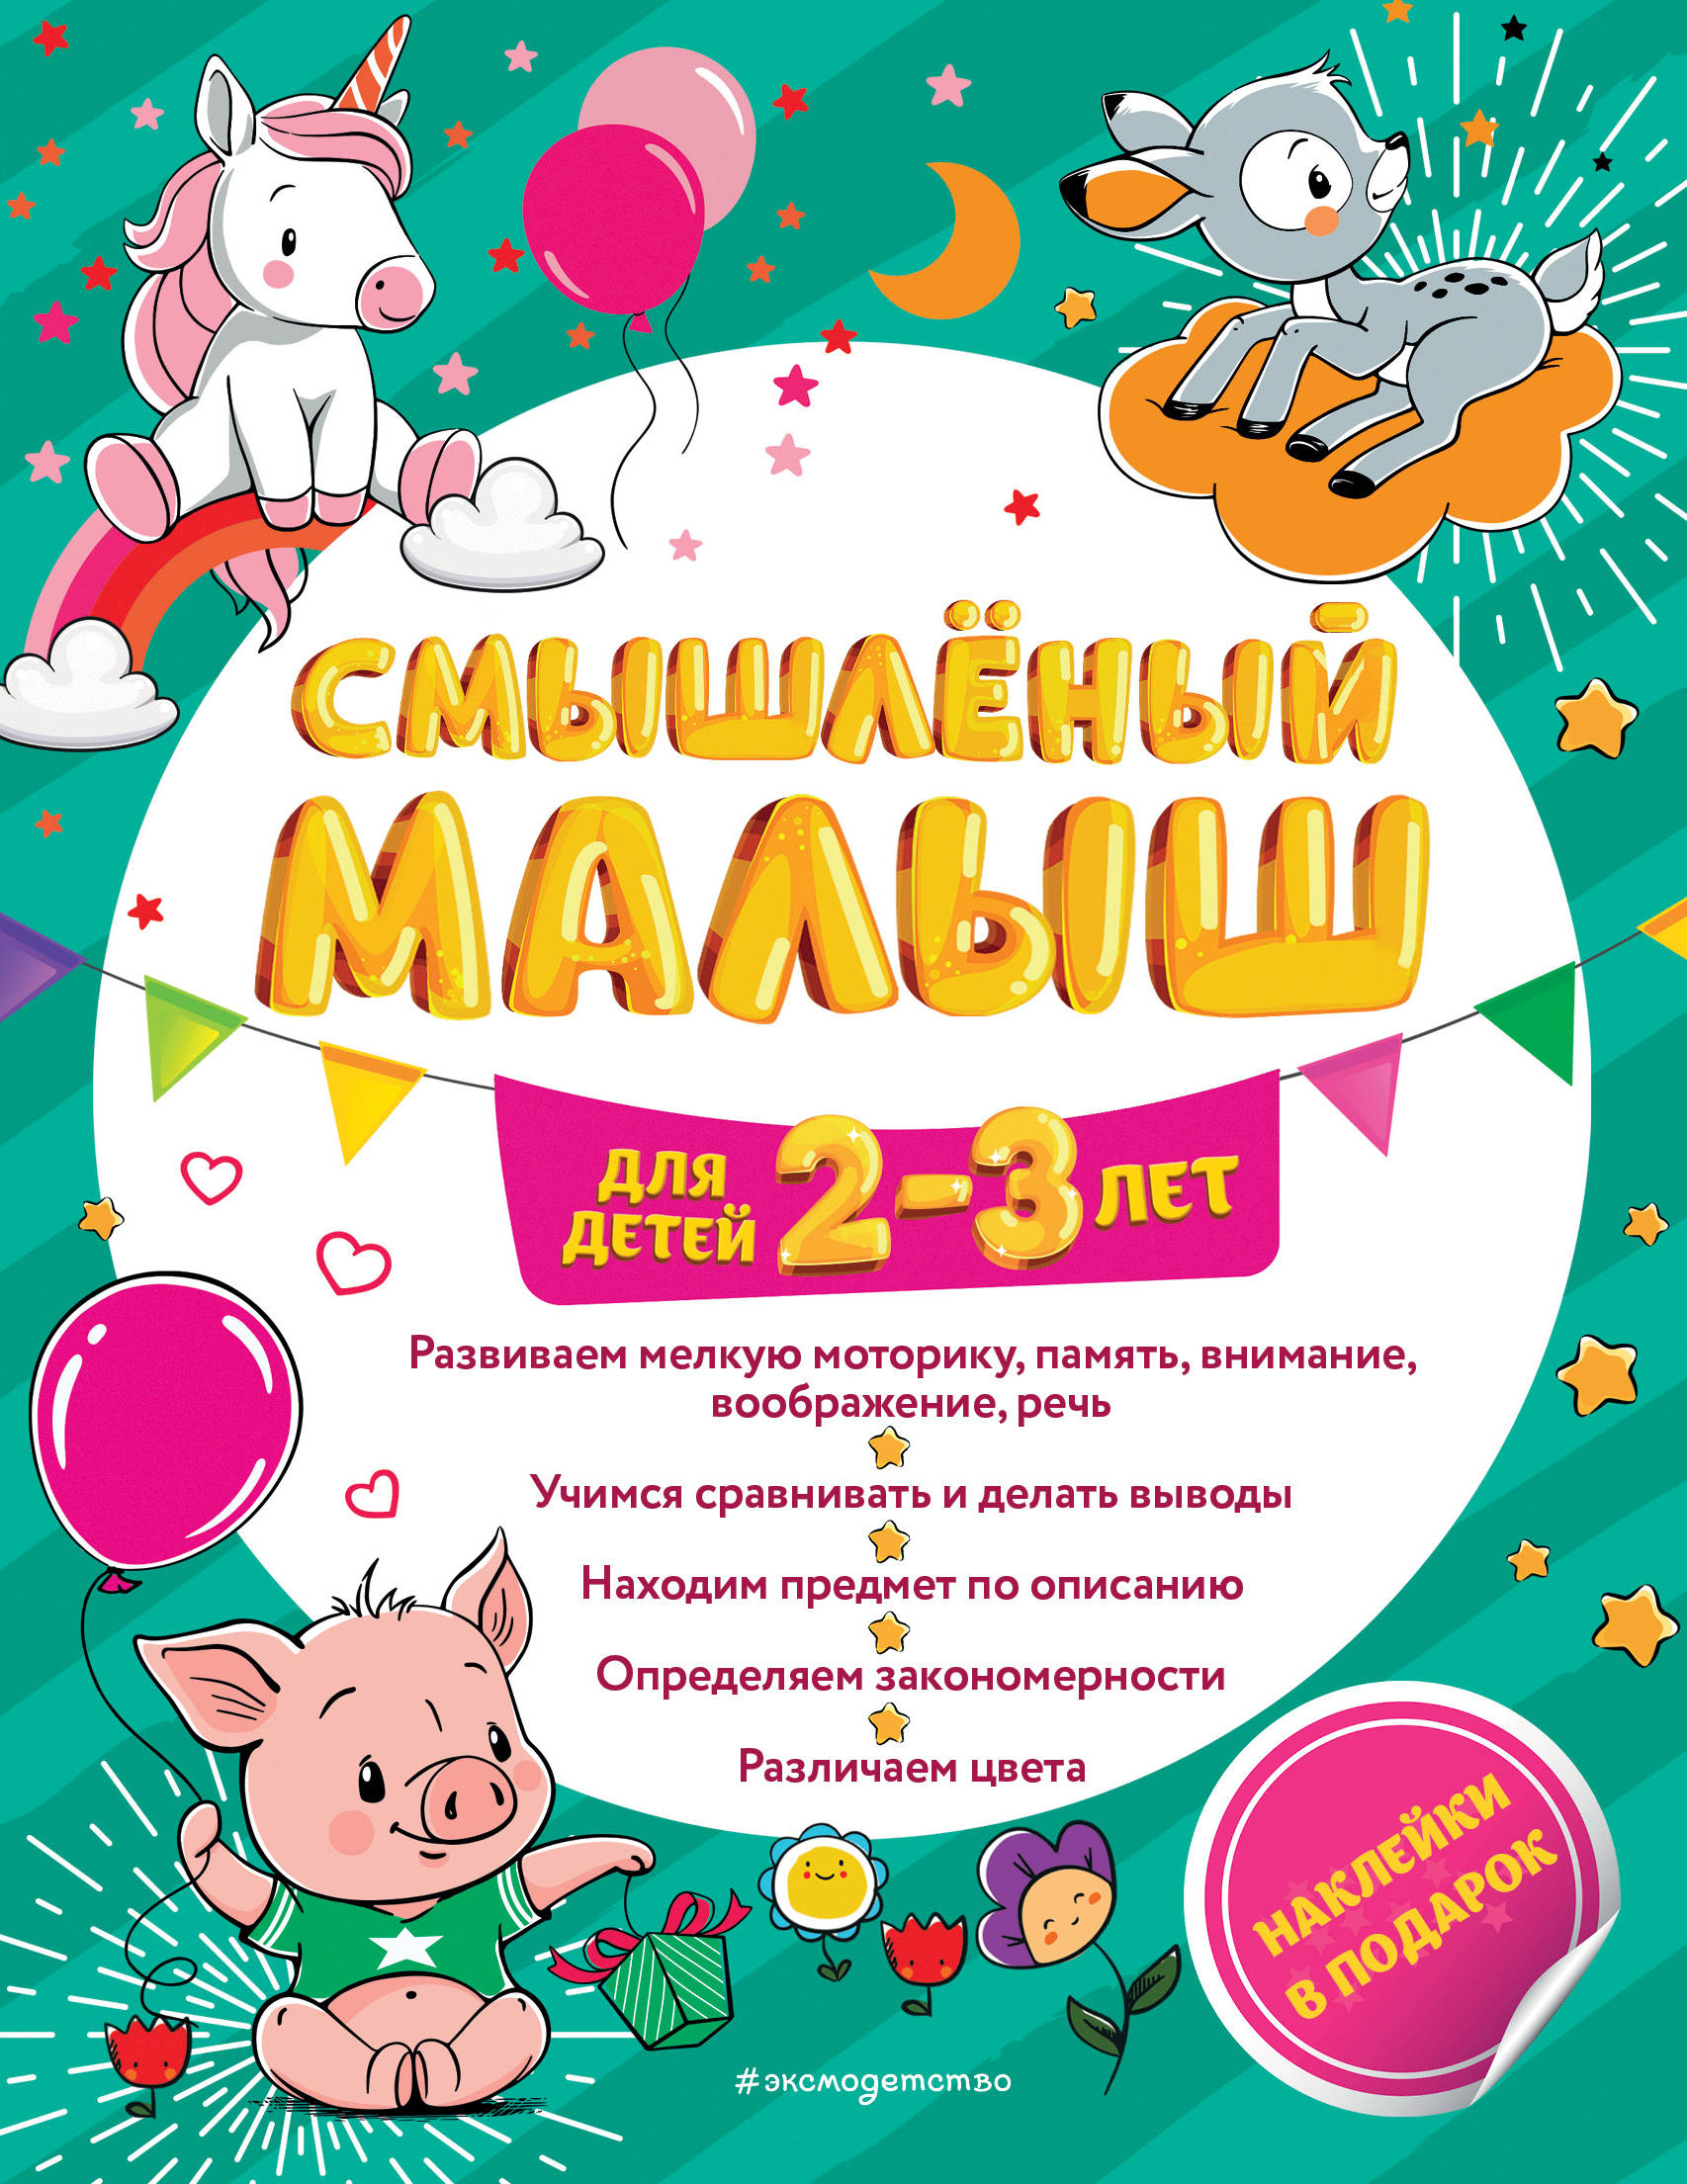 СМЫШЛЁНЫЙ
МАЛЫШ
ДЛЯ
ДЕТЕЙ 2-3 ЛЕТ
Развиваем мелкую моторику, память, внимание,
воображение, речь
Учимся сравнивать и делать выводы
Находим предмет по описанию
Определяем закономерности
Различаем цвета
НАКЛЕЙКИ
В ПОДАРОК
#эксмодетство